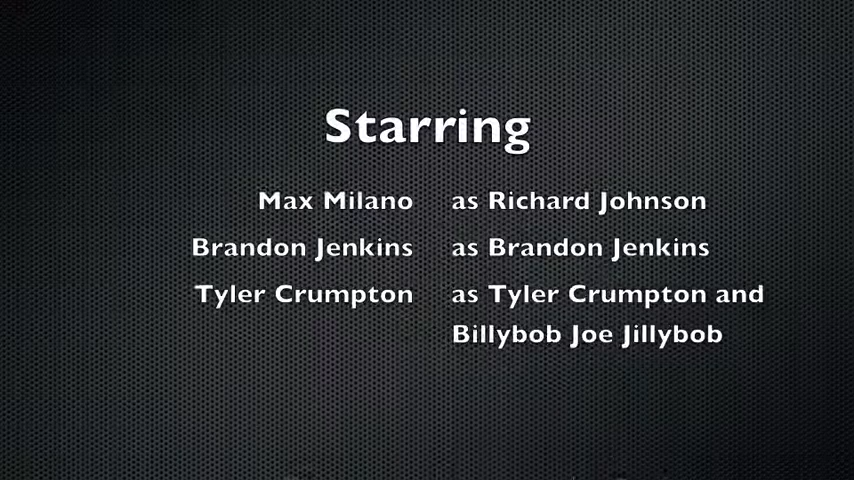 Starring
Max Milano as Richard Johnson
Brandon Jenkins as Brandon Jenkins
Tyler Crumpton as Tyler Crumpton and
Billybob Joe Jillybob